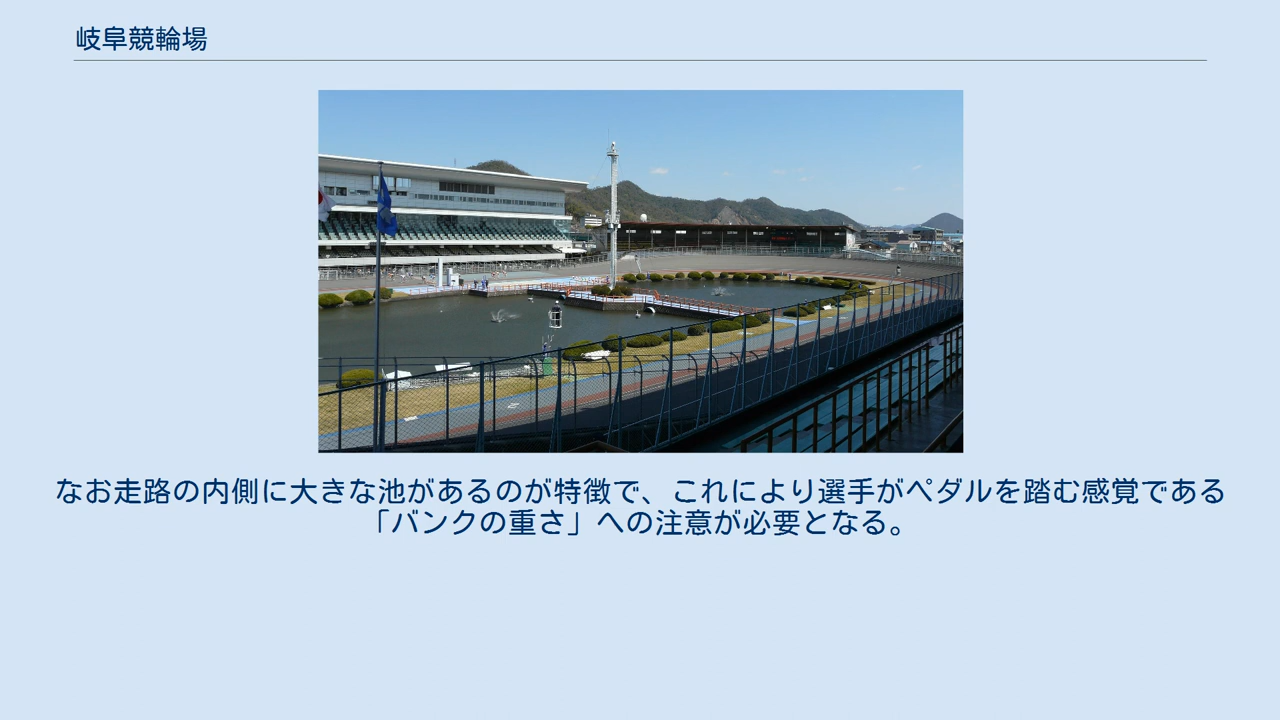 岐阜競輪場
なお走路の内側に大きな池があるのが特徴で、これにより選手がペダルを踏む感覚である
「バンクの重さ」への注意が必要となる。